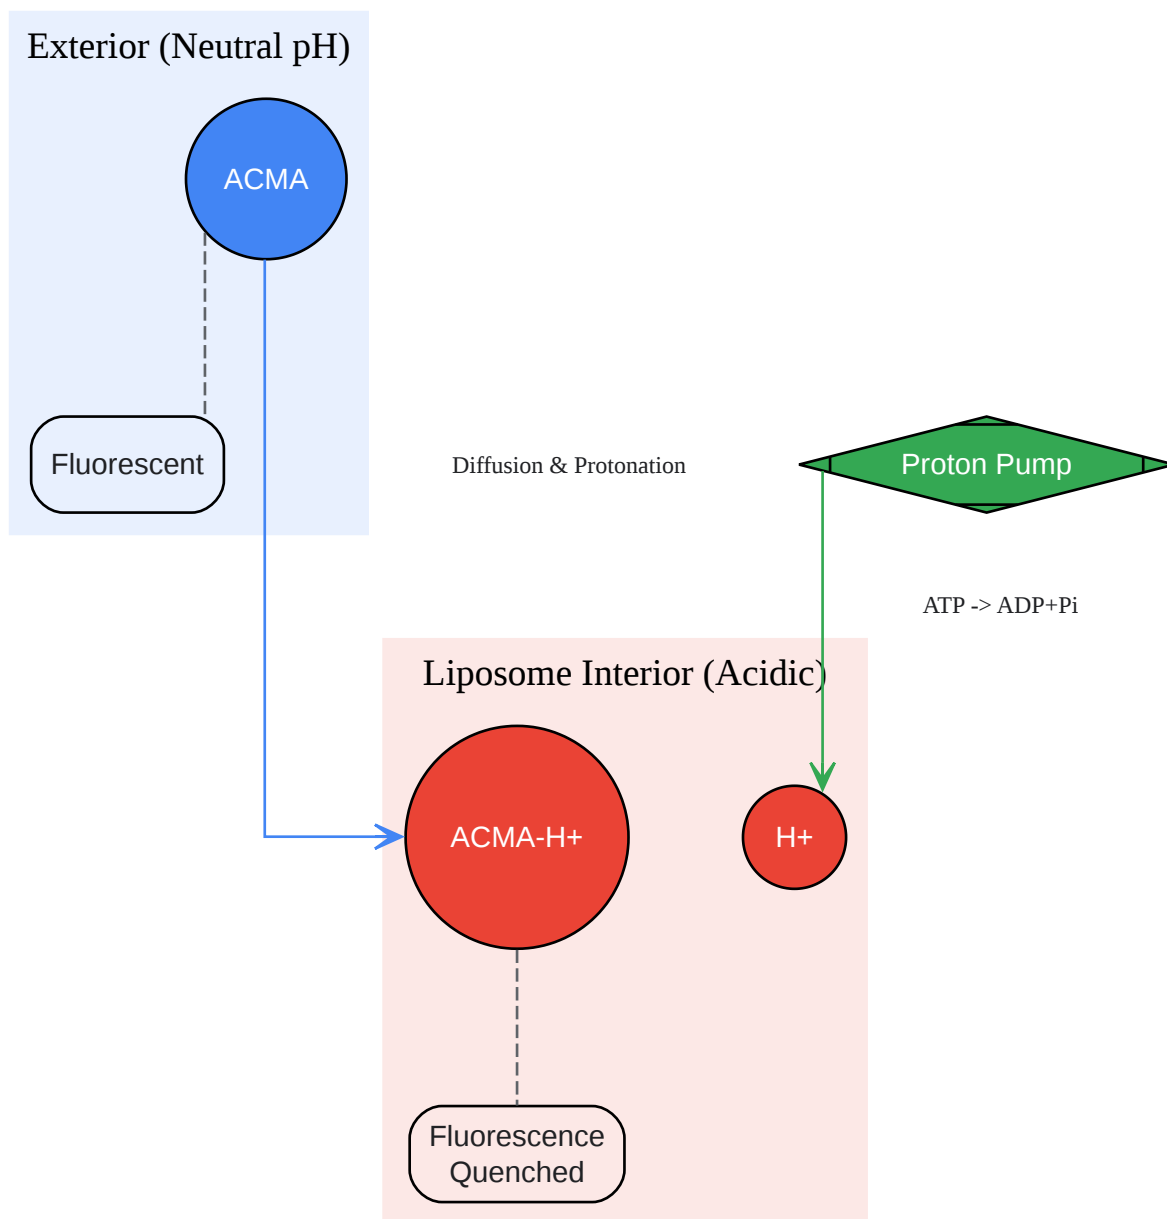 Exterior (Neutral pH)
ACMA
Fluorescent
Diffusion & Protonation
Proton Pump
ATP -> ADP+Pi
Liposome Interior (Acidic)
ACMA-H+
H+
Fluorescence
Quenched